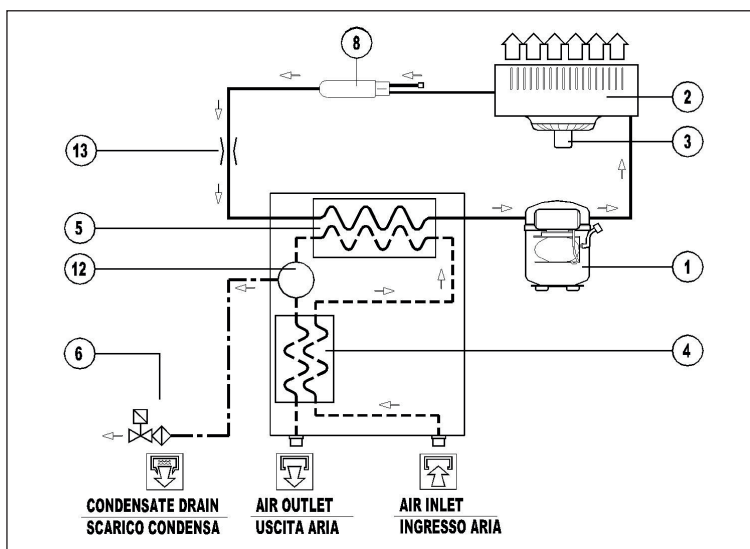 8
2
3
13
5
12
1
6
4
CONDENSATE DRAIN
SCARICO CONDENSA
AIR OUTLET
USCITA ARIA
AIR INLET
INGRESSO ARIA